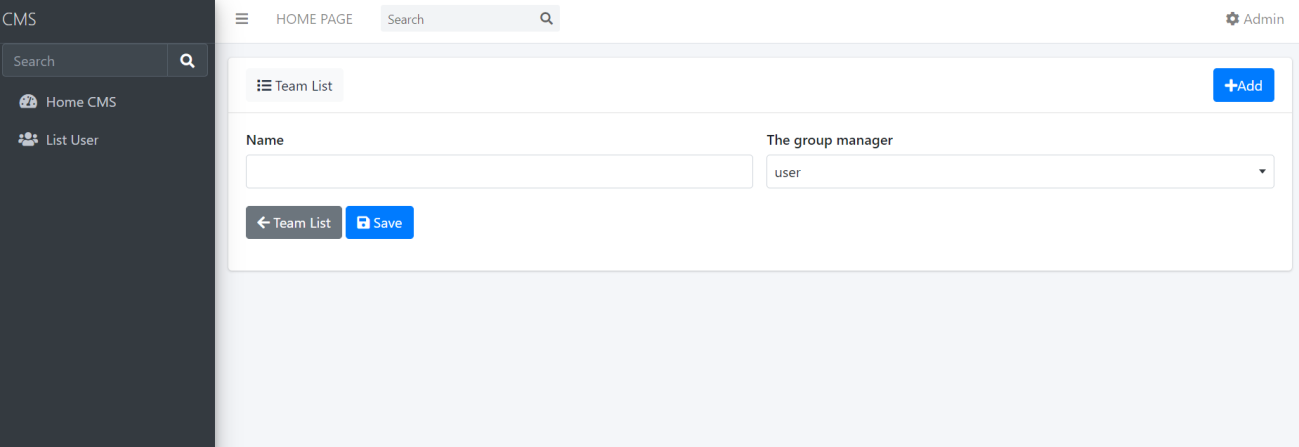 CMS
Search
Home CMS
List User
HOME PAGE
Search
Admin
Team List
Add
Name
The group manager
user
Team List
Save